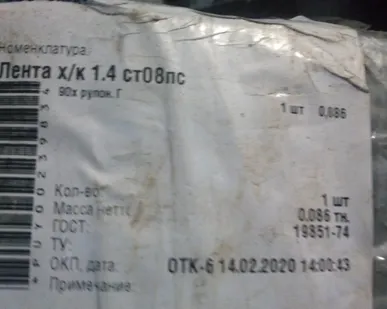 Номенклатура:
Лента х/к 1.4 ст08пс
90х рулон. Г
1 шт 0,086
Кол-во: 1 шт
Масса нетто: 0.086 тн.
ГОСТ: 19851-74
ТУ:
ОКП, дата: ОТК-6 14.02.2020 14:00:43
Примечание: